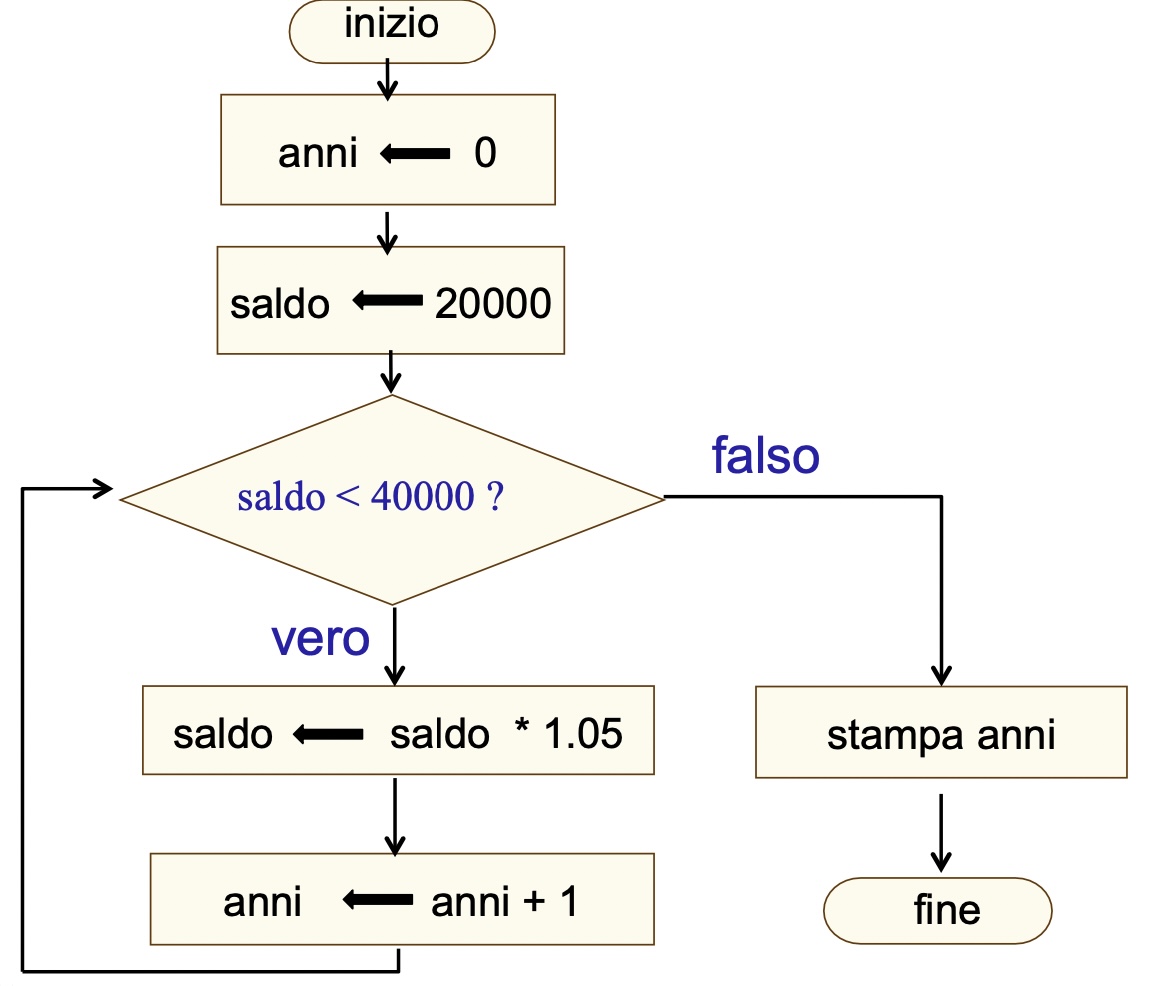 inizio
anni 0
saldo 20000
saldo < 40000 ?
falso
vero
saldo saldo * 1.05
stampa anni
anni anni + 1
fine